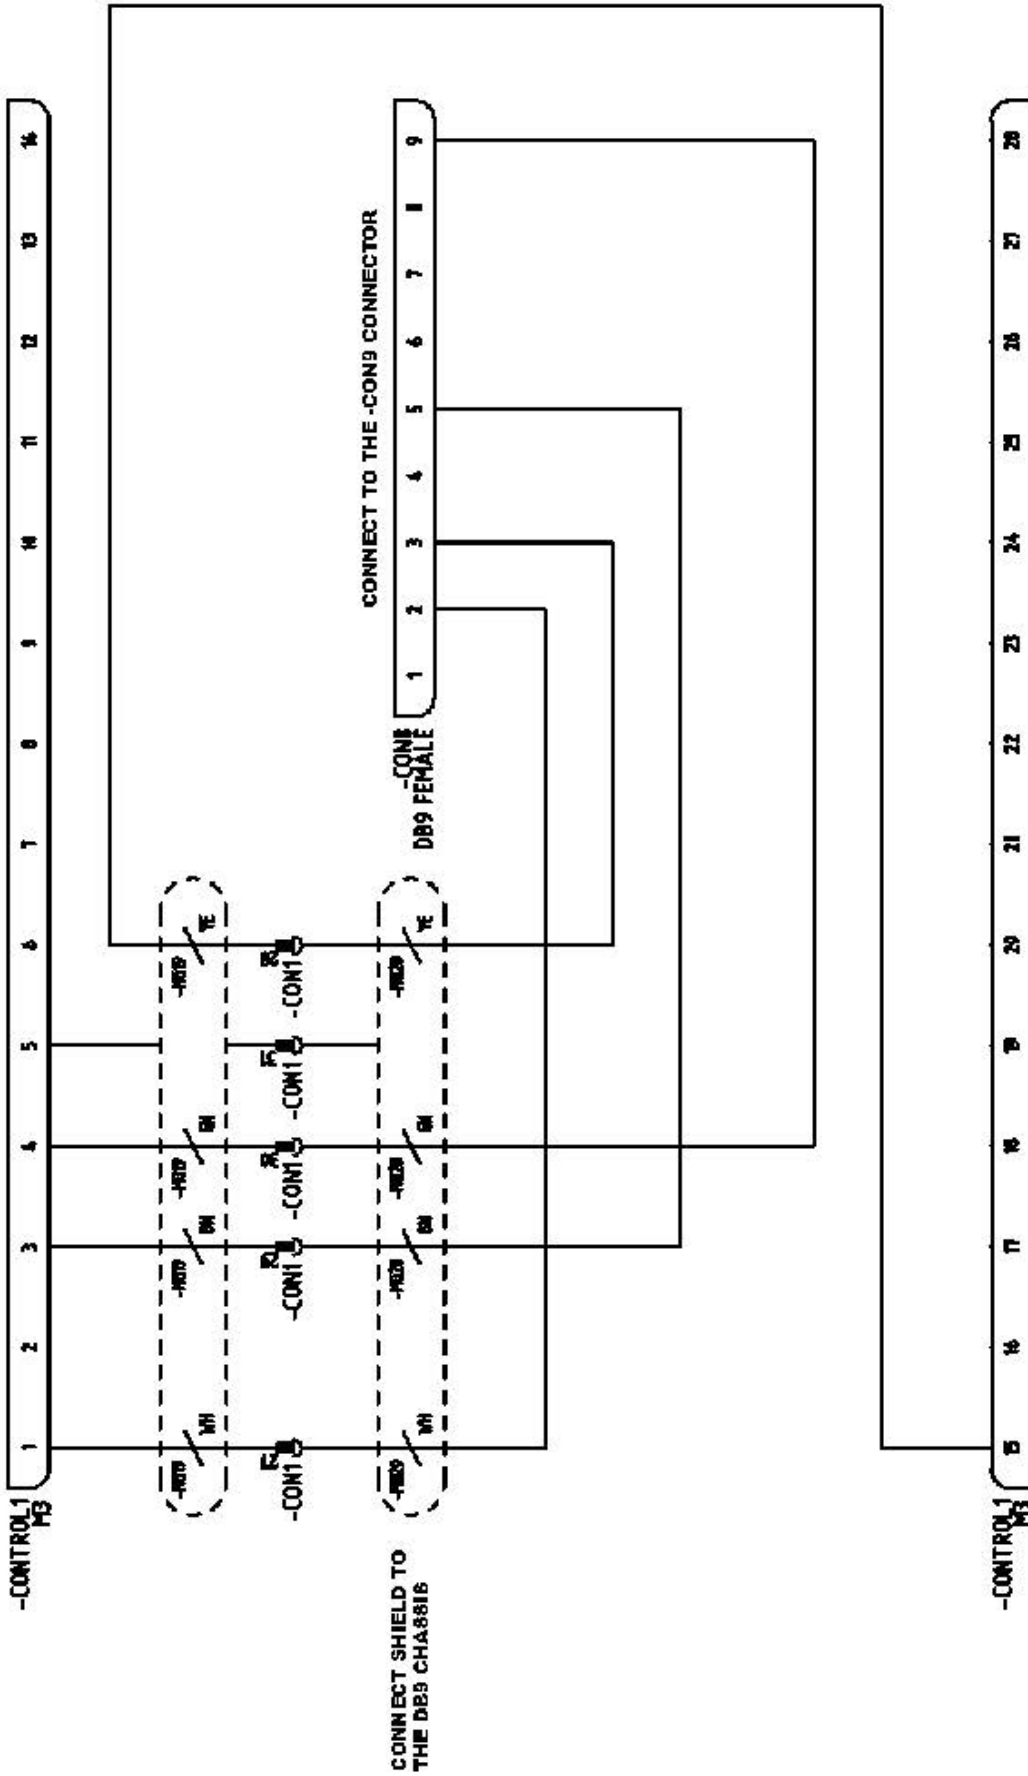 -CONTROL1
M3
1 2 3 4 5 6 7 8 9 10 11 12 13 14
WH BN GN YE
-CON1 -CON1 -CON1 -CON1 -CON1
CONNECT SHIELD TO
THE DB9 CHASSIS
WH BN GN YE
-CON8
DB9 FEMALE
CONNECT TO THE -CON9 CONNECTOR
1 2 3 4 5 6 7 8 9
-CONTROL1
M3
15 16 17 18 19 20 21 22 23 24 25 26 27 28